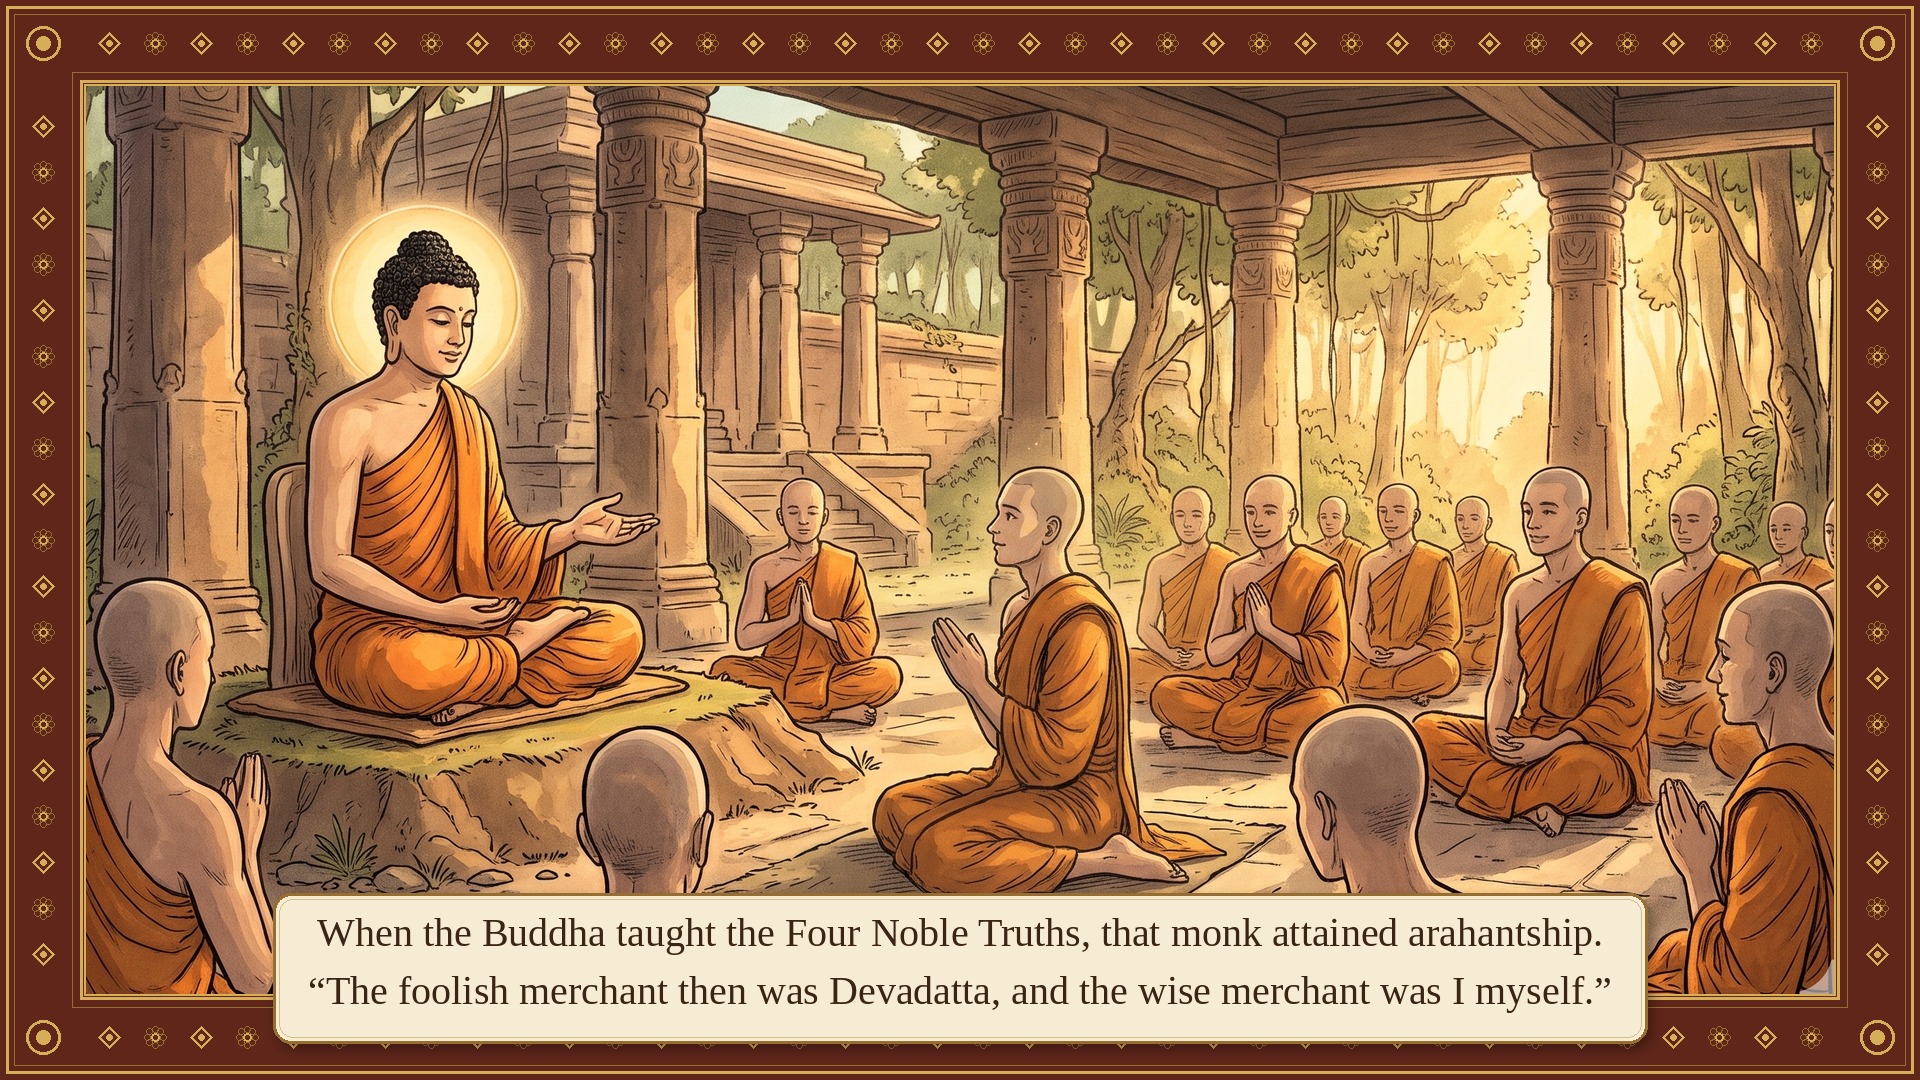 When the Buddha taught the Four Noble Truths, that monk attained arahantship.
“The foolish merchant then was Devadatta, and the wise merchant was I myself.”